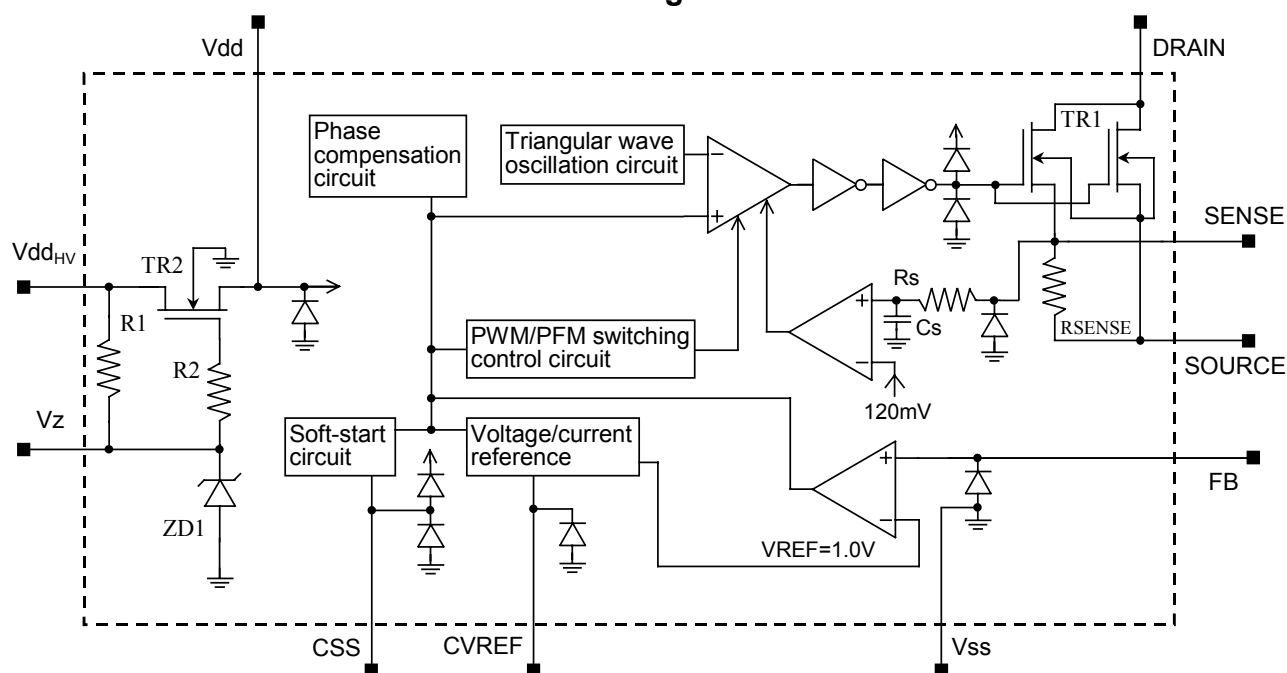 g
Vdd
DRAIN
Phase
compensation
circuit
Triangular wave
oscillation circuit
TR1
−
+
SENSE
VddHV
TR2
R1
Rs
+
Cs
RSENSE
PWM/PFM switching
control circuit
−
R2
SOURCE
120mV
Vz
Soft-start
circuit
Voltage/current
reference
+
FB
ZD1
−
VREF=1.0V
CSS
CVREF
Vss